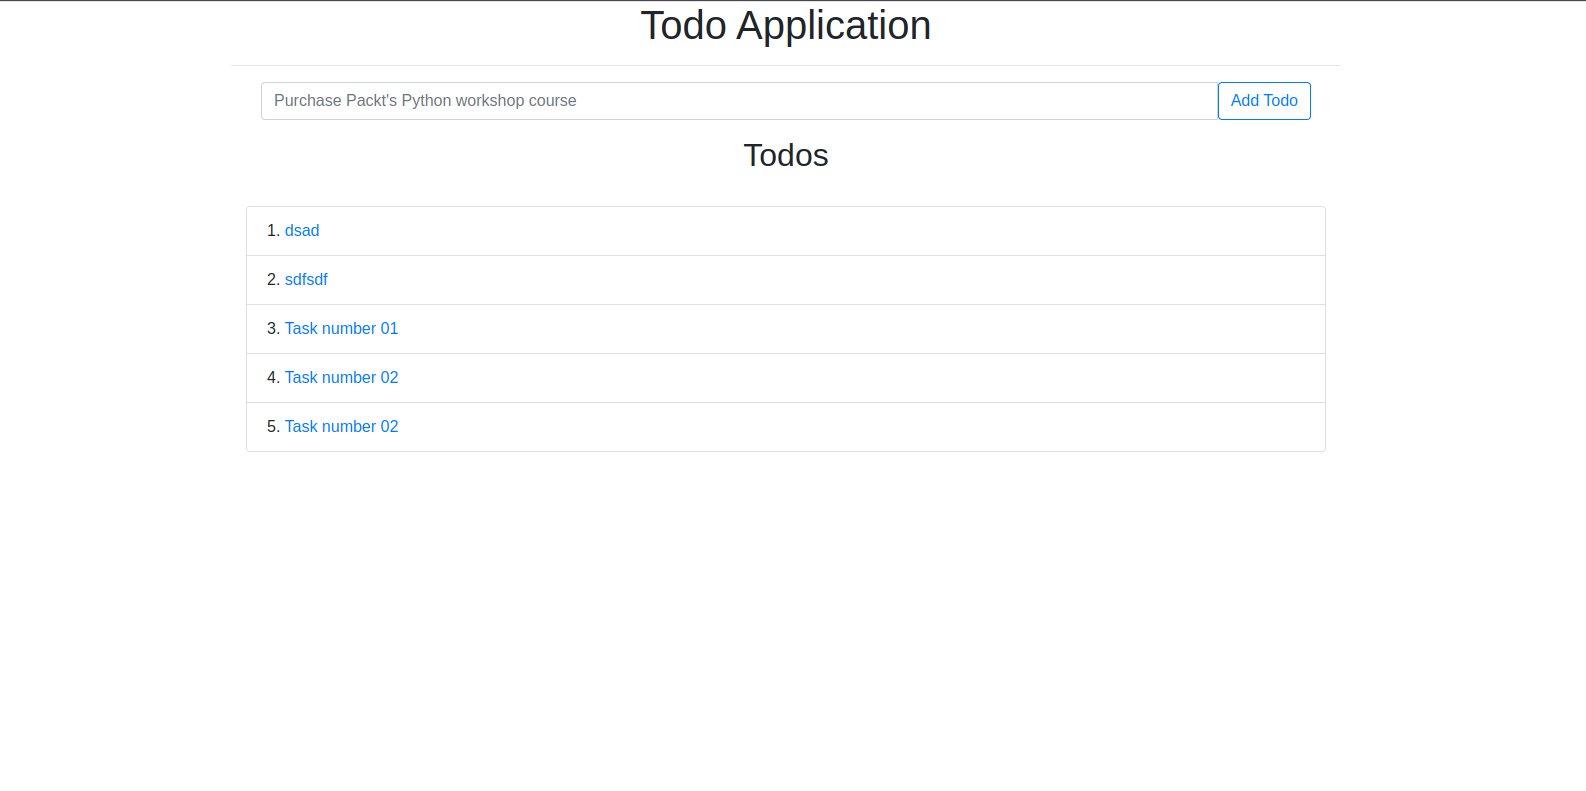 Todo Application
Purchase Packt's Python workshop course
Add Todo
Todos
1. dsad
2. sdfsdf
3. Task number 01
4. Task number 02
5. Task number 02